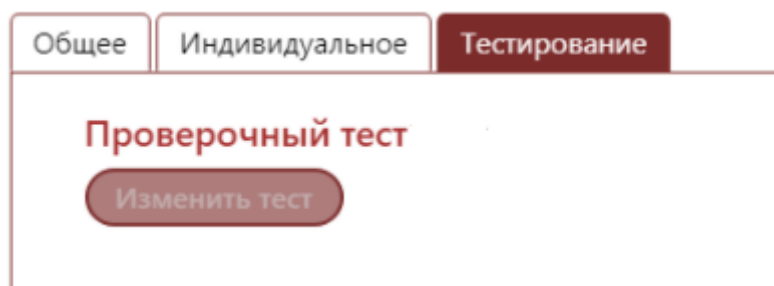 Общее Индивидуальное Тестирование
Проверочный тест
Изменить тест